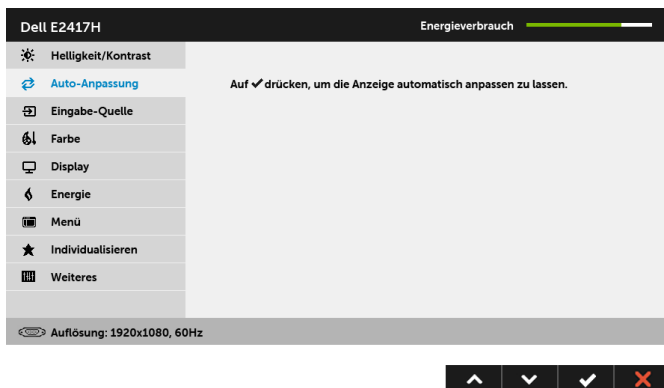 Dell E2417H
Energieverbrauch
Helligkeit/Kontrast
Auto-Anpassung
Auf ✓ drücken, um die Anzeige automatisch anpassen zu lassen.
Eingabe-Quelle
Farbe
Display
Energie
Menü
Individualisieren
Weiteres
Auflösung: 1920x1080, 60Hz